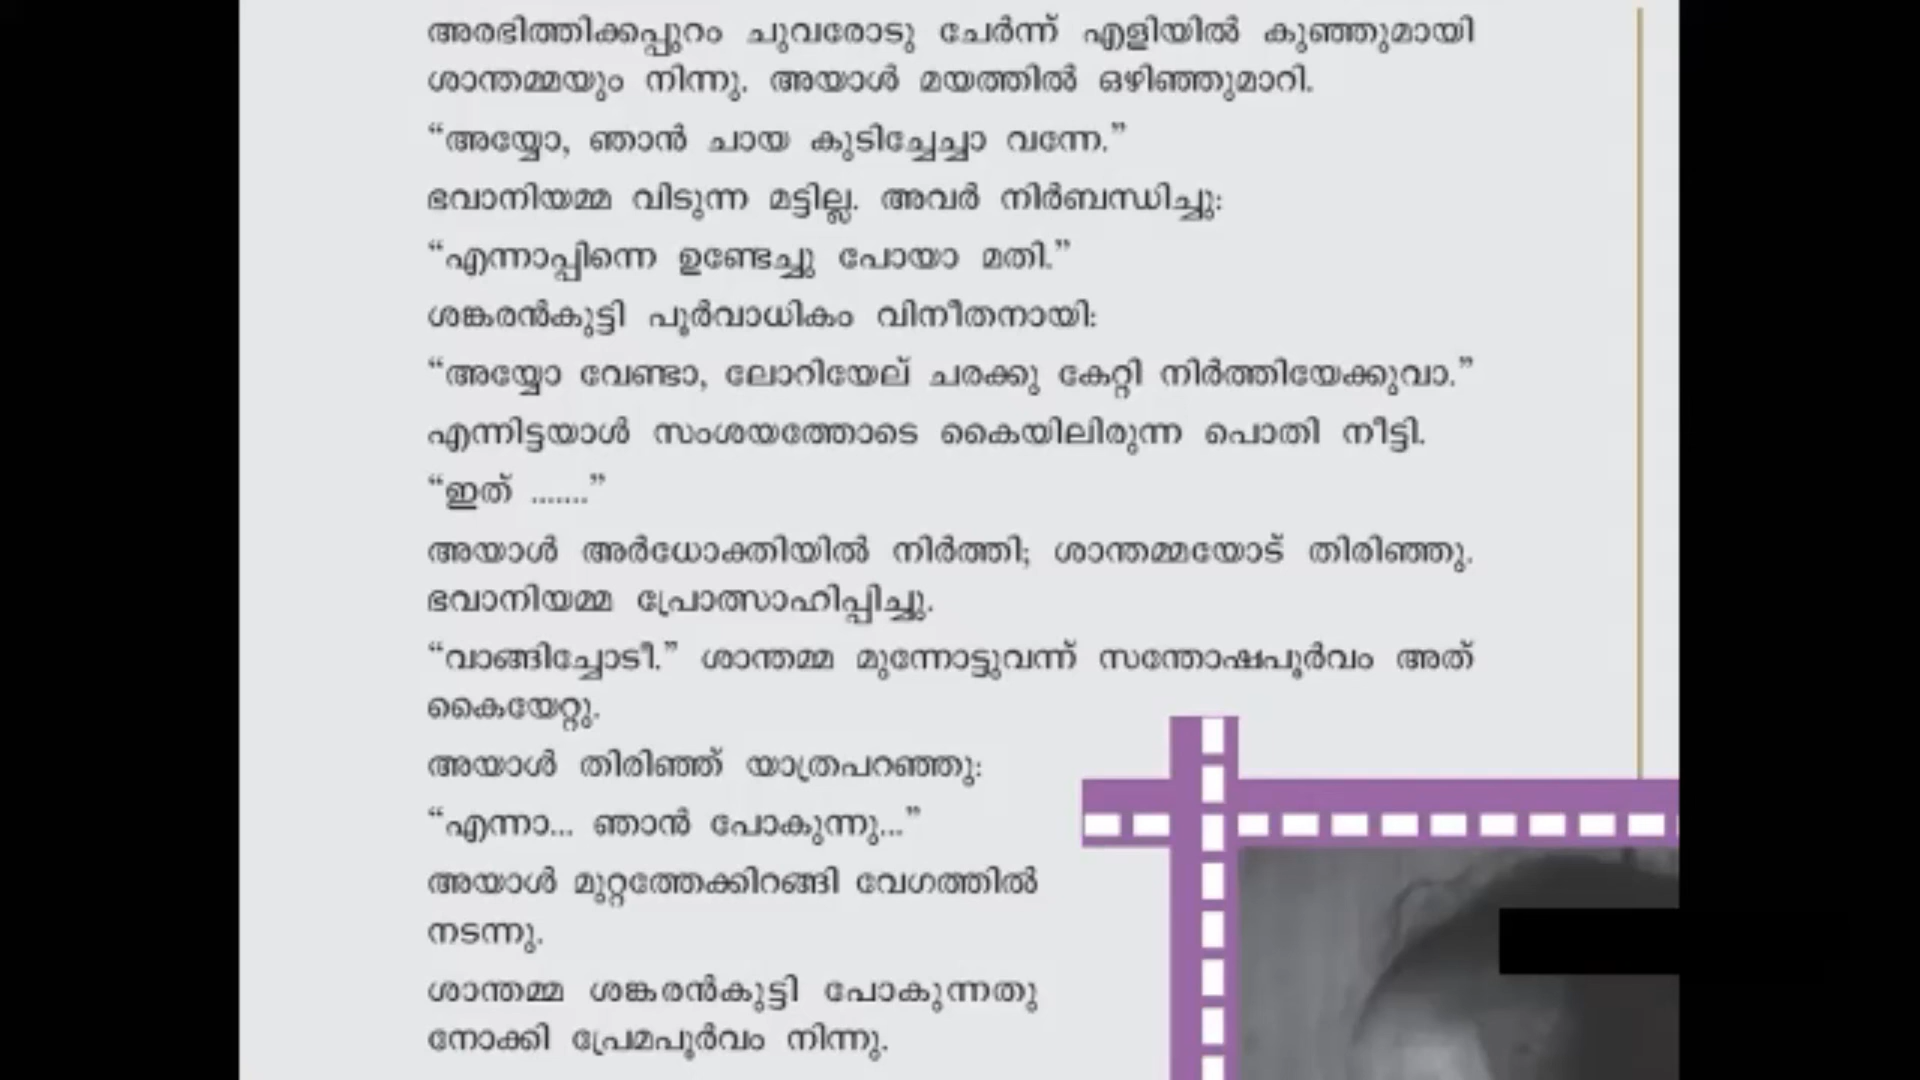 അരഭിത്തിക്കപ്പുറം ചുവരോടു ചേർന്ന് എളിയിൽ കുഞ്ഞുമായി
ശാന്തമ്മയും നിന്നു. അയാൾ മയത്തിൽ ഒഴിഞ്ഞുമാറി.
“അയ്യോ, ഞാൻ ചായ കുടിച്ചേച്ചാ വന്നേ.”
ഭവാനിയമ്മ വിടുന്ന മട്ടില്ല. അവർ നിർബന്ധിച്ചു:
“എന്നാപ്പിന്നെ ഉണ്ടേച്ചു പോയാ മതി.”
ശങ്കരൻകുട്ടി പൂർവാധികം വിനീതനായി:
“അയ്യോ വേണ്ടാ, ലോറിയേല് ചരക്കു കേറ്റി നിർത്തിയേക്കുവാ.”
എന്നിട്ടയാൾ സംശയത്തോടെ കൈയിലിരുന്ന പൊതി നീട്ടി.
“ഇത് .......”
അയാൾ അർധോക്തിയിൽ നിർത്തി; ശാന്തമ്മയോട് തിരിഞ്ഞു.
ഭവാനിയമ്മ പ്രോത്സാഹിപ്പിച്ചു.
“വാങ്ങിച്ചോടീ.” ശാന്തമ്മ മുന്നോട്ടുവന്ന് സന്തോഷപൂർവം അത്
കൈയേറ്റു.
അയാൾ തിരിഞ്ഞ് യാത്രപറഞ്ഞു:
“എന്നാ... ഞാൻ പോകുന്നു...”
അയാൾ മുറ്റത്തേക്കിറങ്ങി വേഗത്തിൽ
നടന്നു.
ശാന്തമ്മ ശങ്കരൻകുട്ടി പോകുന്നതു
നോക്കി പ്രേമപൂർവം നിന്നു.